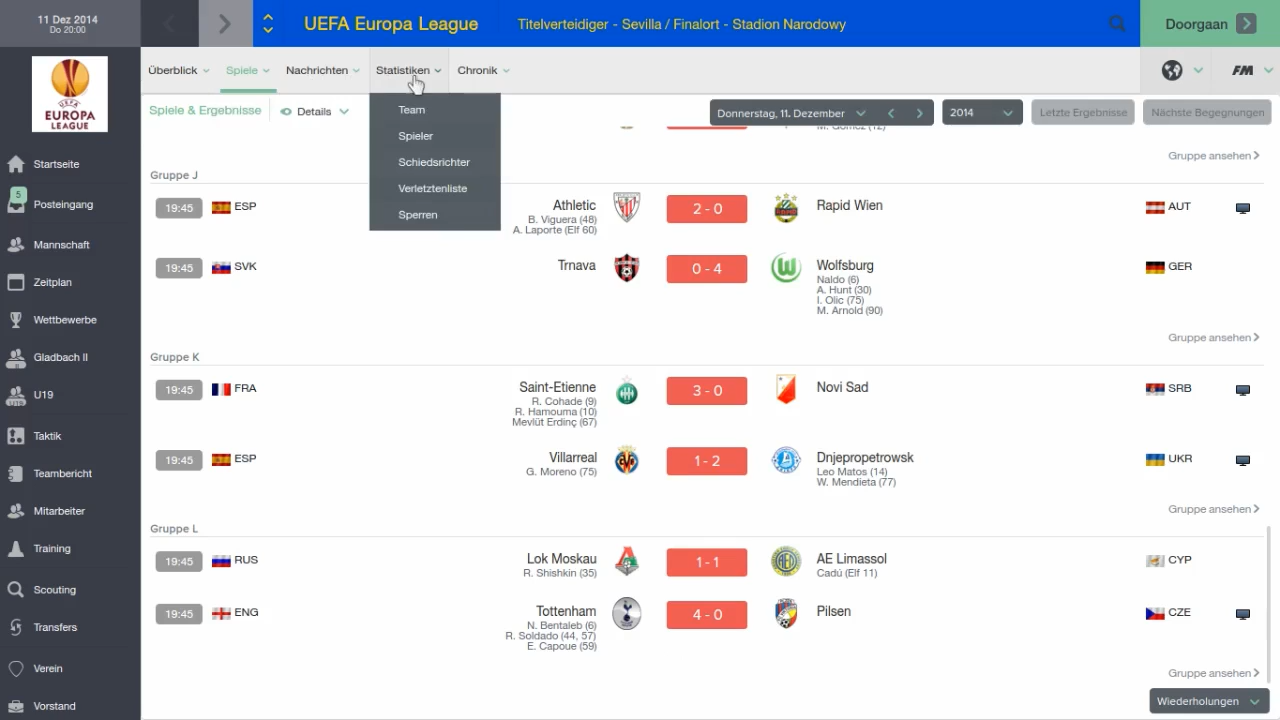 11 DEZ 2014
Do 20:00
UEFA Europa League
Titelverteidiger - Sevilla / Finalort - Stadion Narodowy
Doorgaan
UEFA
EUROPA
LEAGUE
Überblick
Spiele
Nachrichten
Statistiken
Chronik
FM
Spiele & Ergebnisse
Details
Donnerstag, 11. Dezember
2014
Letzte Ergebnisse
Nächste Begegnungen
Team
Spieler
Schiedsrichter
Verletztenliste
Sperren
Startseite
5
Posteingang
Mannschaft
Zeitplan
Wettbewerbe
Gladbach II
U19
Taktik
Teambericht
Mitarbeiter
Training
Scouting
Transfers
Verein
Vorstand
M. Gomez (12)
Gruppe ansehen
Gruppe J
19:45 ESP Athletic 2 - 0 Rapid Wien AUT
B. Viguera (48)
A. Laporte (Elf 60)
19:45 SVK Trnava 0 - 4 Wolfsburg GER
Naldo (6)
A. Hunt (30)
I. Olic (75)
M. Arnold (90)
Gruppe ansehen
Gruppe K
19:45 FRA Saint-Etienne 3 - 0 Novi Sad SRB
R. Cohade (9)
R. Hamouma (10)
Mevlüt Erdinç (67)
19:45 ESP Villarreal 1 - 2 Dnjepropetrowsk UKR
G. Moreno (75) Leo Matos (14)
W. Mendieta (77)
Gruppe ansehen
Gruppe L
19:45 RUS Lok Moskau 1 - 1 AE Limassol CYP
R. Shishkin (35) Cadú (Elf 11)
19:45 ENG Tottenham 4 - 0 Pilsen CZE
N. Bentaleb (6)
R. Soldado (44, 57)
E. Capoue (59)
Gruppe ansehen
Wiederholungen